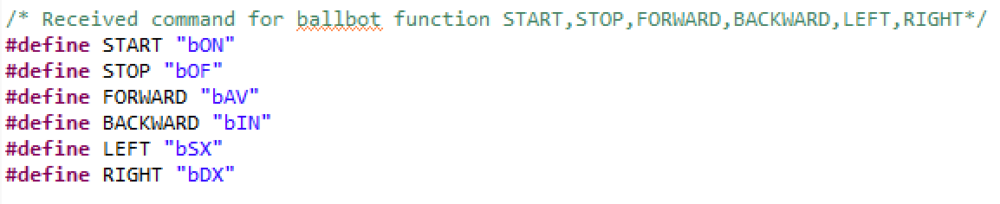 /* Received command for ballbot function START,STOP,FORWARD,BACKWARD,LEFT,RIGHT*/
#define START "bON"
#define STOP "bOF"
#define FORWARD "bAV"
#define BACKWARD "bIN"
#define LEFT "bSX"
#define RIGHT "bDX"